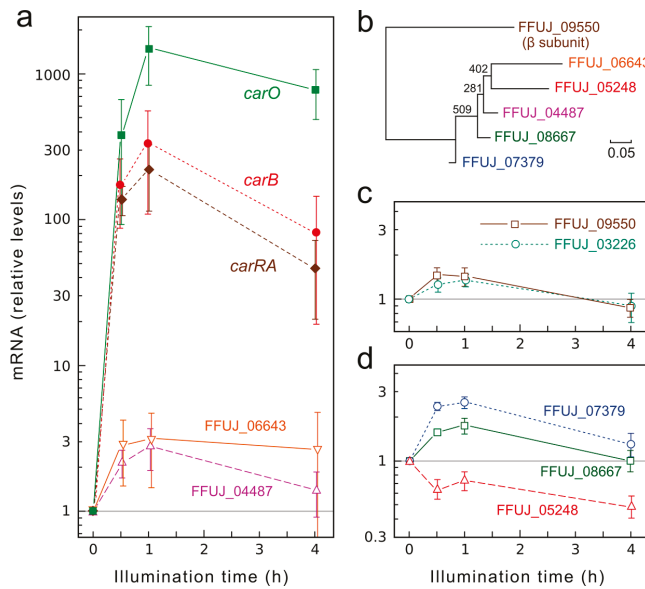 a
mRNA (relative levels)
1000
300
100
30
10
3
1
carO
carB
carRA
FFUJ_06643
FFUJ_04487
0
1
2
3
4
Illumination time (h)
b
FFUJ_09550
(β subunit)
FFUJ_06643
402
FFUJ_05248
281
FFUJ_04487
509
FFUJ_08667
0.05
FFUJ_07379
c
FFUJ_09550
FFUJ_03226
3
1
0
1
2
3
4
d
3
1
0.3
FFUJ_07379
FFUJ_08667
FFUJ_05248
0
1
2
3
4
Illumination time (h)